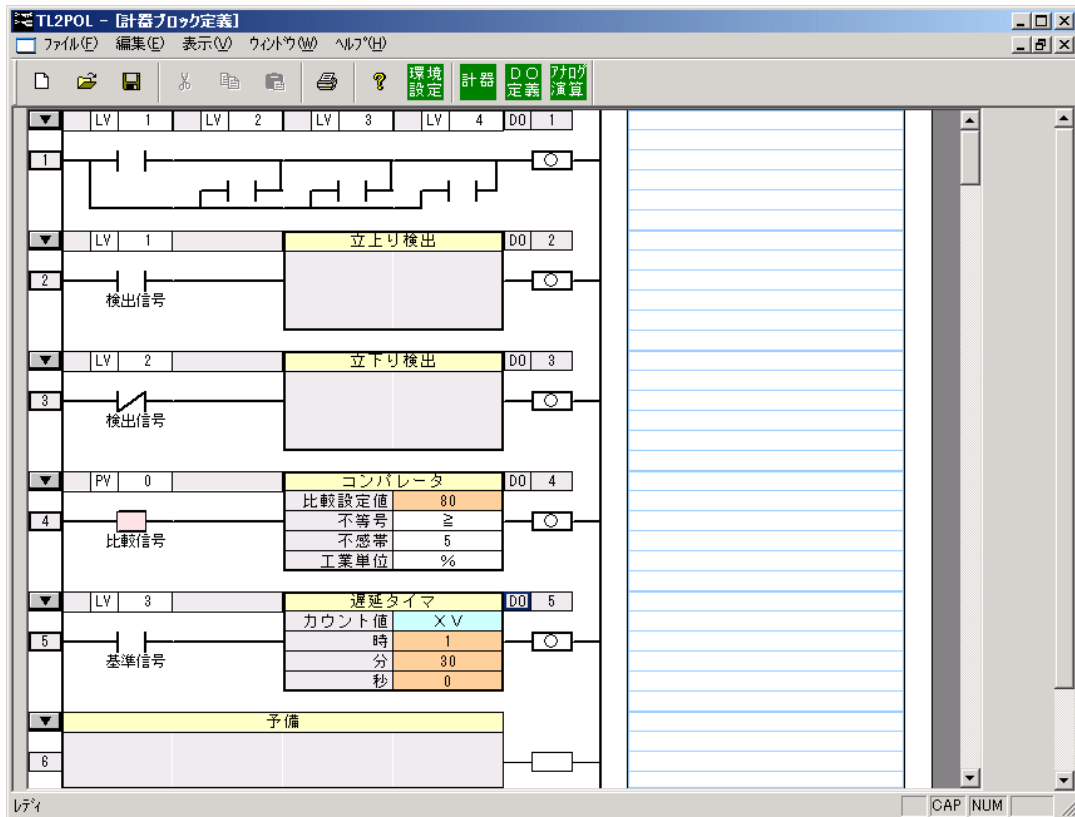 TL2POL - [計器ブロック定義]
ファイル(F) 編集(E) 表示(V) ウィンドウ(W) ヘルプ(H)
環境設定 計器 DO定義 アナログ演算
LV 1 LV 2 LV 3 LV 4 DO 1
1
LV 1 立上り検出 DO 2
2
検出信号
LV 2 立下り検出 DO 3
3
検出信号
PV 0 コンパレータ DO 4
比較設定値 80
4 不等号 ≧
比較信号 不感帯 5
工業単位 %
LV 3 遅延タイマ DO 5
カウント値 XV
5 時 1
基準信号 分 30
秒 0
予備
6
レディ CAP NUM